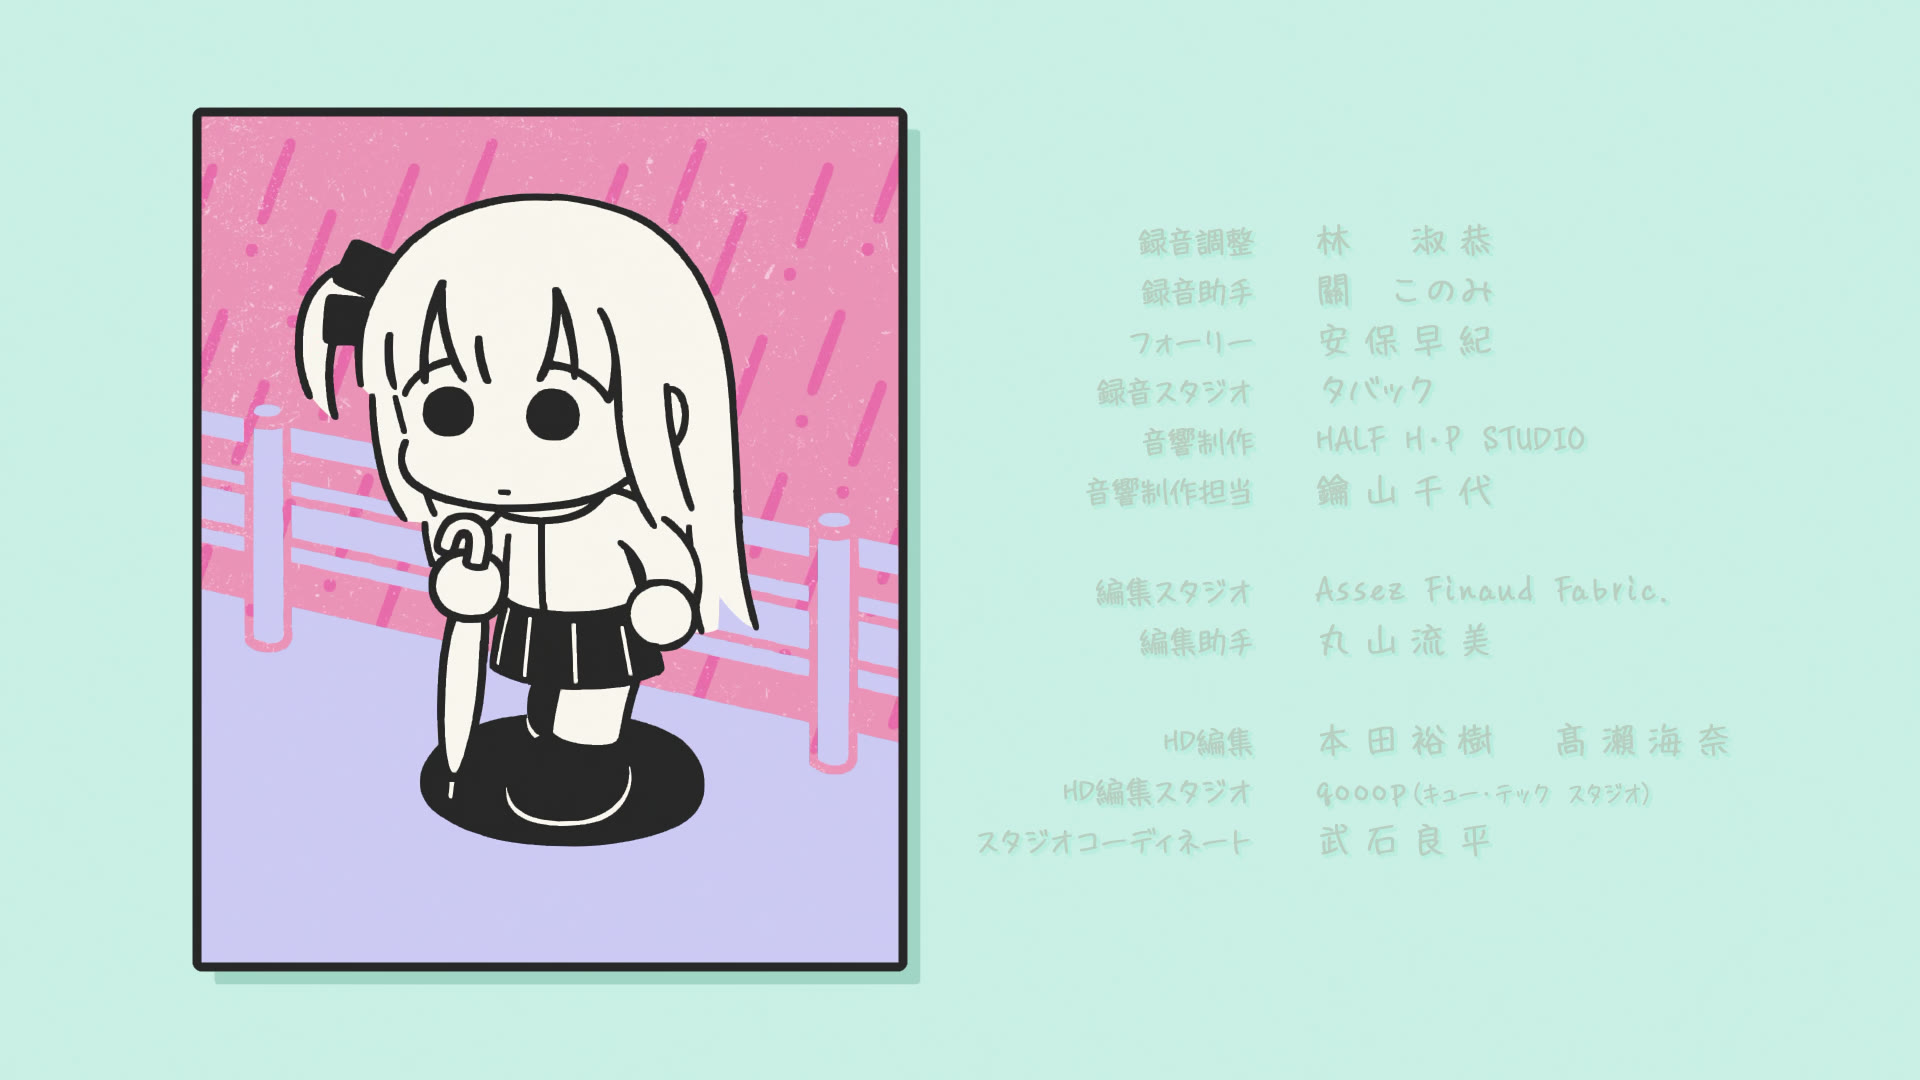 録音調整 林 淑恭
録音助手 關 このみ
フォーリー 安保早紀
録音スタジオ タバック
音響制作 HALF H・P STUDIO
音響制作担当 鑰山千代
編集スタジオ Assez Finaud Fabric.
編集助手 丸山流美
HD編集 本田裕樹 髙瀨海奈
HD編集スタジオ qooop(キュー・テック スタジオ)
スタジオコーディネート 武石良平